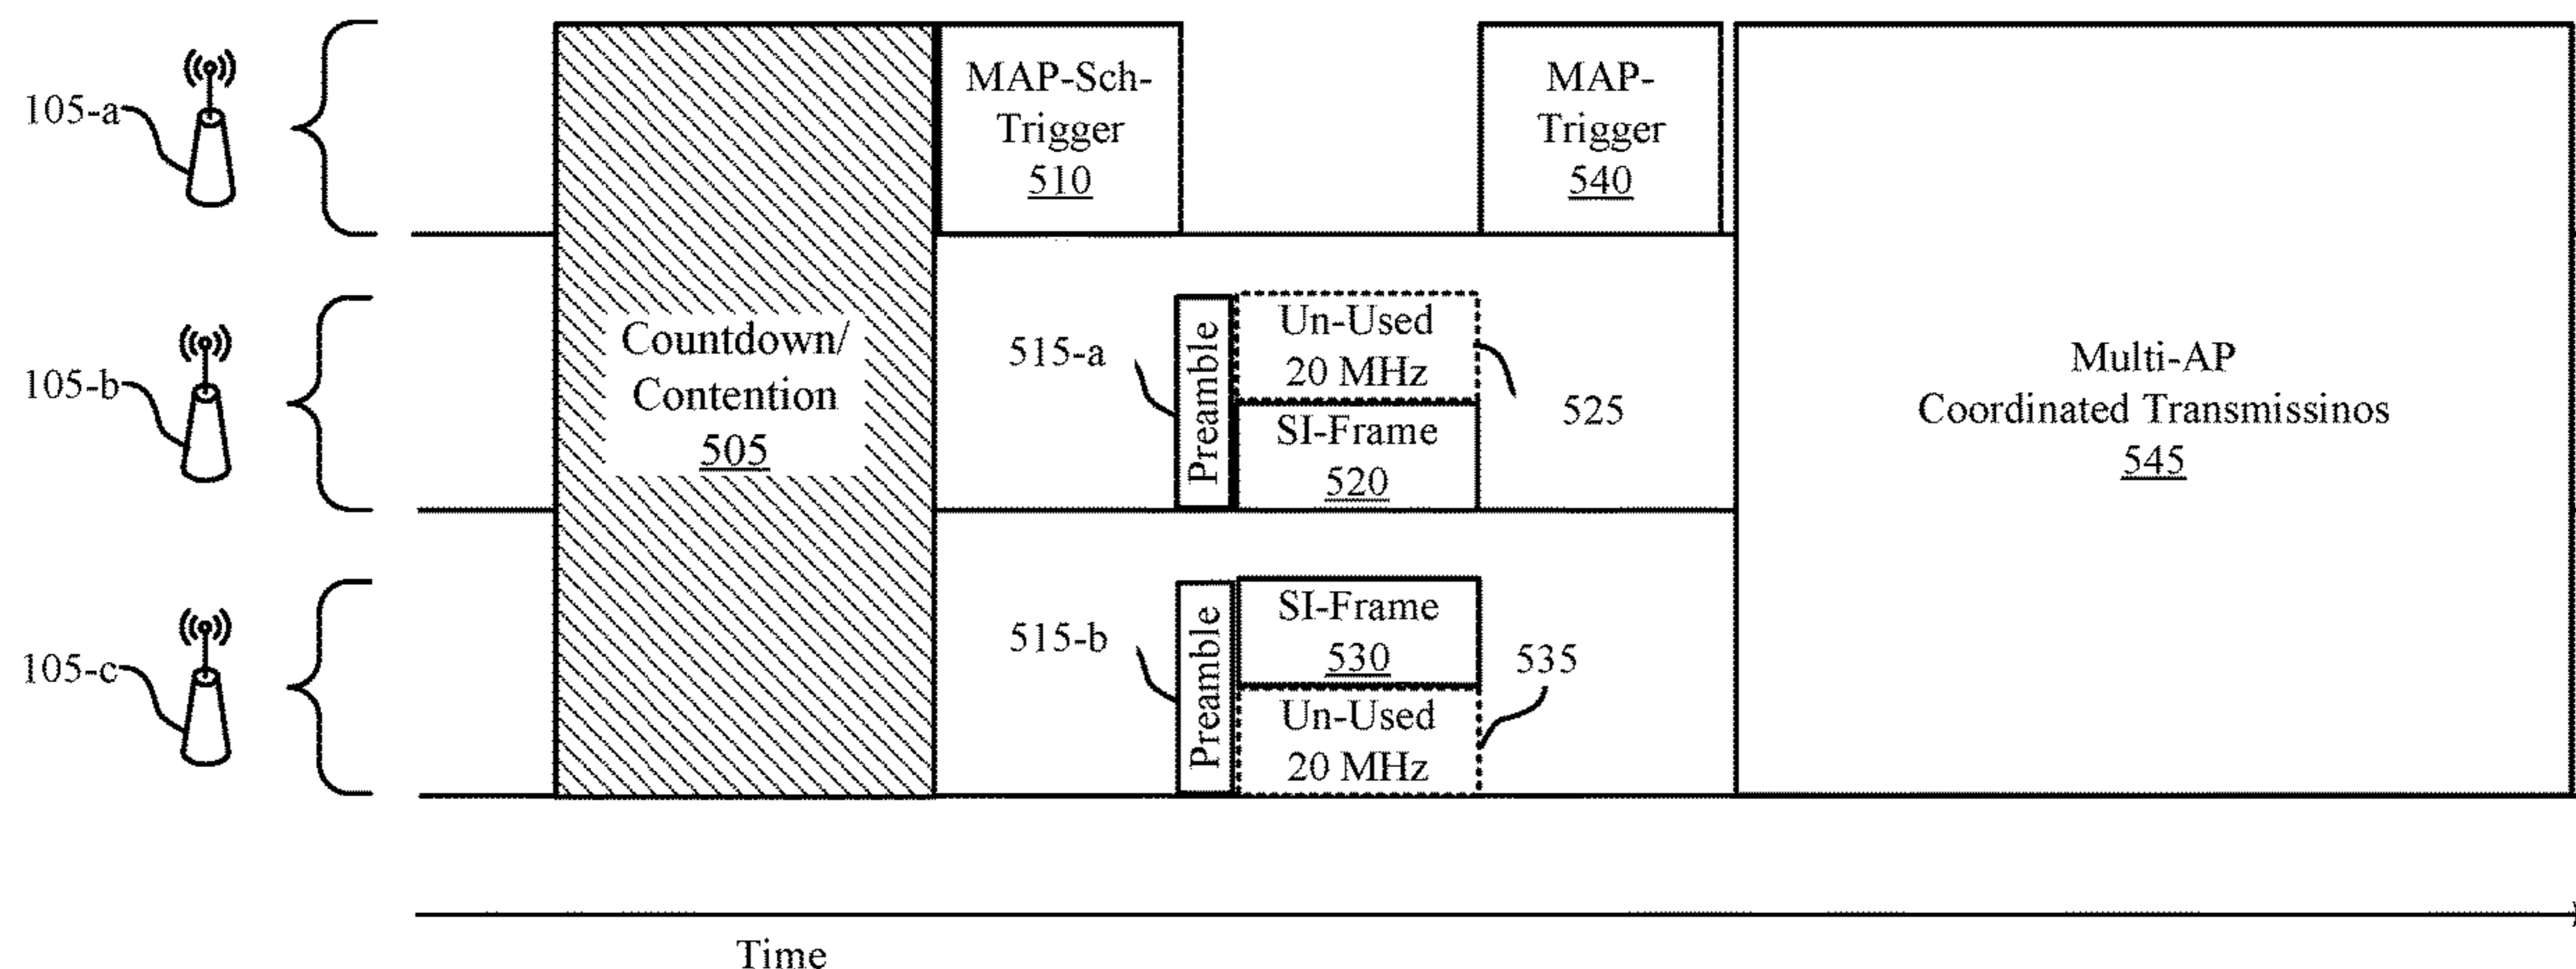 105-a
MAP-Sch-
Trigger
510
MAP-
Trigger
540
105-b
Countdown/
Contention
505
515-a
Preamble
Un-Used
20 MHz
SI-Frame
520
525
Multi-AP
Coordinated Transmissinos
545
105-c
515-b
Preamble
SI-Frame
530
Un-Used
20 MHz
535
Time